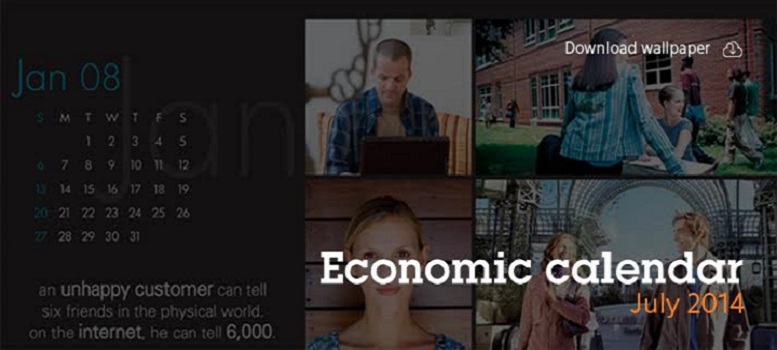 Jan 08
Jan
S M T W T F S
1 2 3 4 5
6 7 8 9 10 11 12
13 14 15 16 17 18 19
20 21 22 23 24 25 26
27 28 29 30 31
an unhappy customer can tell
six friends in the physical world.
on the internet, he can tell 6,000.
Download wallpaper
Economic calendar
July 2014